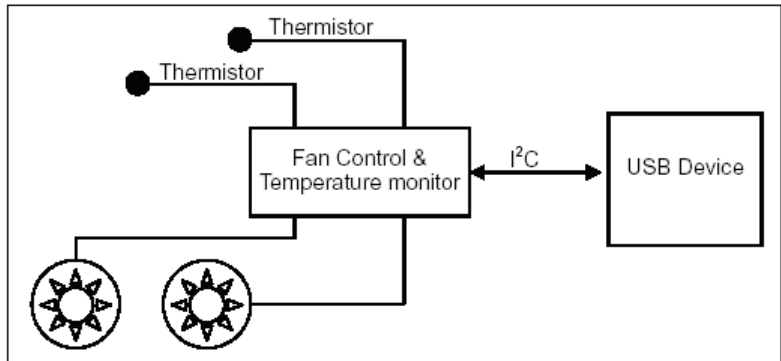 Thermistor
Thermistor
Fan Control &
Temperature monitor
I²C
USB Device